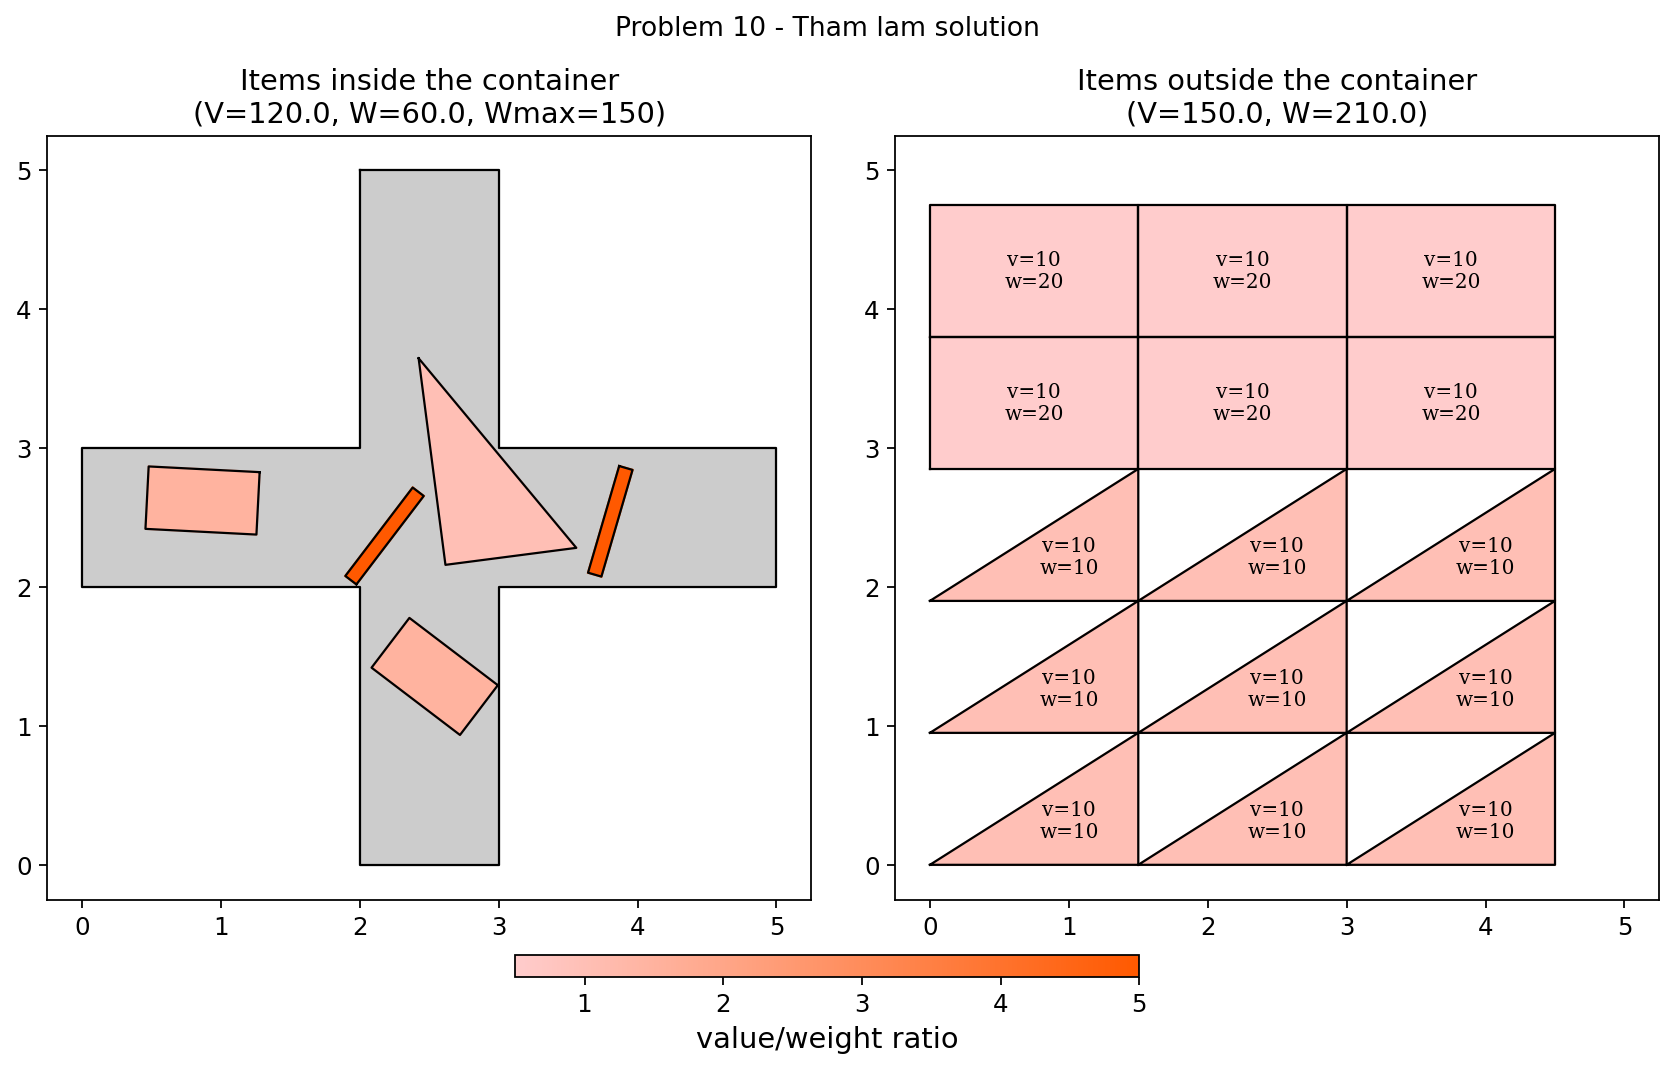 Problem 10 - Tham lam solution
Items inside the container
(V=120.0, W=60.0, Wmax=150)
5
4
3
2
1
0
0 1 2 3 4 5
Items outside the container
(V=150.0, W=210.0)
5
4
3
2
1
0
v=10 v=10 v=10
w=20 w=20 w=20
v=10 v=10 v=10
w=20 w=20 w=20
v=10 v=10 v=10
w=10 w=10 w=10
v=10 v=10 v=10
w=10 w=10 w=10
v=10 v=10 v=10
w=10 w=10 w=10
0 1 2 3 4 5
1 2 3 4 5
value/weight ratio